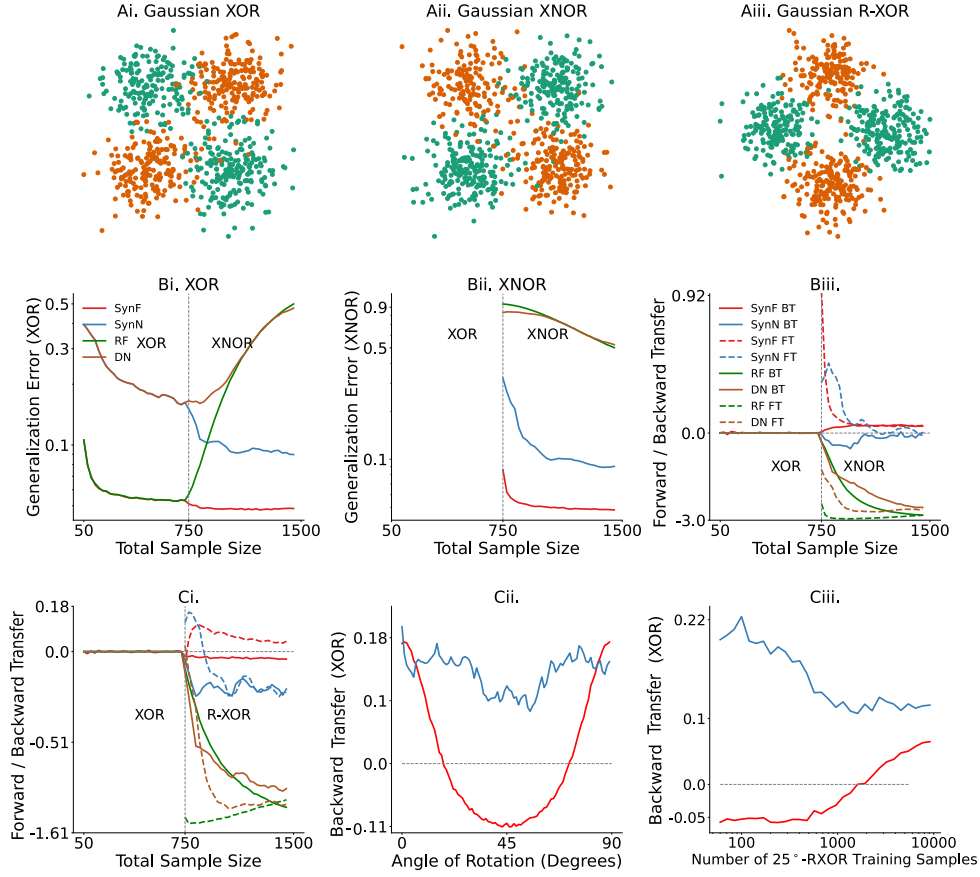 Ai. Gaussian XOR
Aii. Gaussian XNOR
Aiii. Gaussian R-XOR
Bi. XOR
Generalization Error (XOR)
0.5
0.3
0.1
SynF
SynN
RF
DN
XOR
XNOR
50
750
1500
Total Sample Size
Bii. XNOR
Generalization Error (XNOR)
0.9
0.5
0.1
XOR
XNOR
50
750
1500
Total Sample Size
Biii.
Forward / Backward Transfer
0.92
0.0
-3.0
SynF BT
SynN BT
SynF FT
SynN FT
RF BT
DN BT
RF FT
DN FT
XOR
XNOR
50
750
1500
Total Sample Size
Ci.
Forward / Backward Transfer
0.18
0.0
-0.51
-1.61
XOR
R-XOR
50
750
1500
Total Sample Size
Cii.
Backward Transfer (XOR)
0.18
0.1
0.0
-0.11
0
45
90
Angle of Rotation (Degrees)
Ciii.
Backward Transfer (XOR)
0.22
0.1
0.0
-0.05
100
1000
10000
Number of 25°-RXOR Training Samples